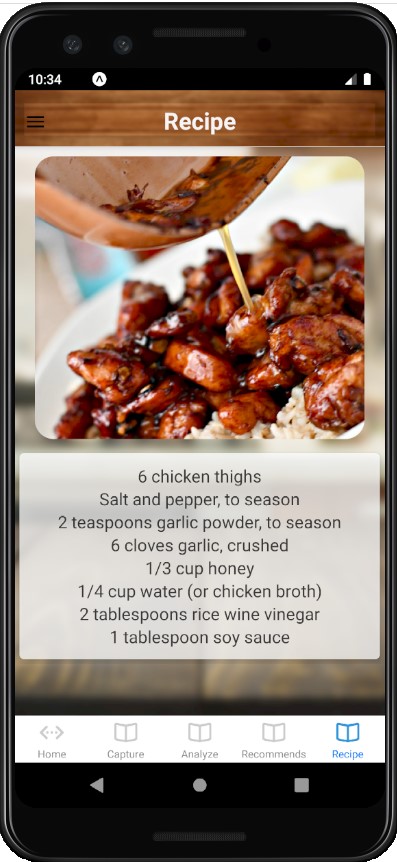 10:34
Recipe
6 chicken thighs
Salt and pepper, to season
2 teaspoons garlic powder, to season
6 cloves garlic, crushed
1/3 cup honey
1/4 cup water (or chicken broth)
2 tablespoons rice wine vinegar
1 tablespoon soy sauce
Home Capture Analyze Recommends Recipe